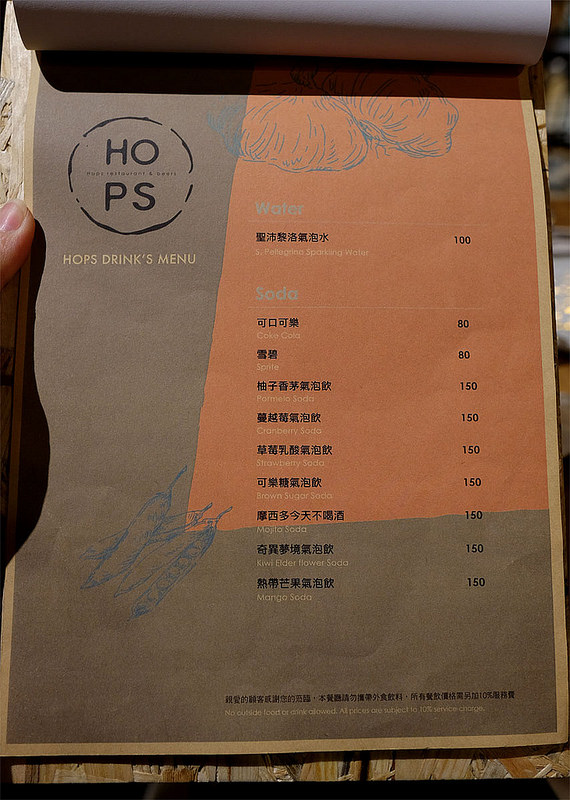 HO
Hops restaurant & beers
PS
HOPS DRINK'S MENU
Water
聖沛黎洛氣泡水 100
S. Pellegrino Sparkling Water
Soda
可口可樂 80
Coke Cola
雪碧 80
Sprite
柚子香茅氣泡飲 150
Pormelo Soda
蔓越莓氣泡飲 150
Cranberry Soda
草莓乳酸氣泡飲 150
Strawberry Soda
可樂糖氣泡飲 150
Brown Sugar Soda
摩西多今天不喝酒 150
Mojito Soda
奇異夢境氣泡飲 150
Kiwi Elder flower Soda
熱帶芒果氣泡飲 150
Mango Soda
親愛的顧客感謝您的蒞臨，本餐廳請勿攜帶外食飲料，所有餐飲價格需另加10%服務費
No outside food or drink allowed. All prices are subject to 10% service charge.